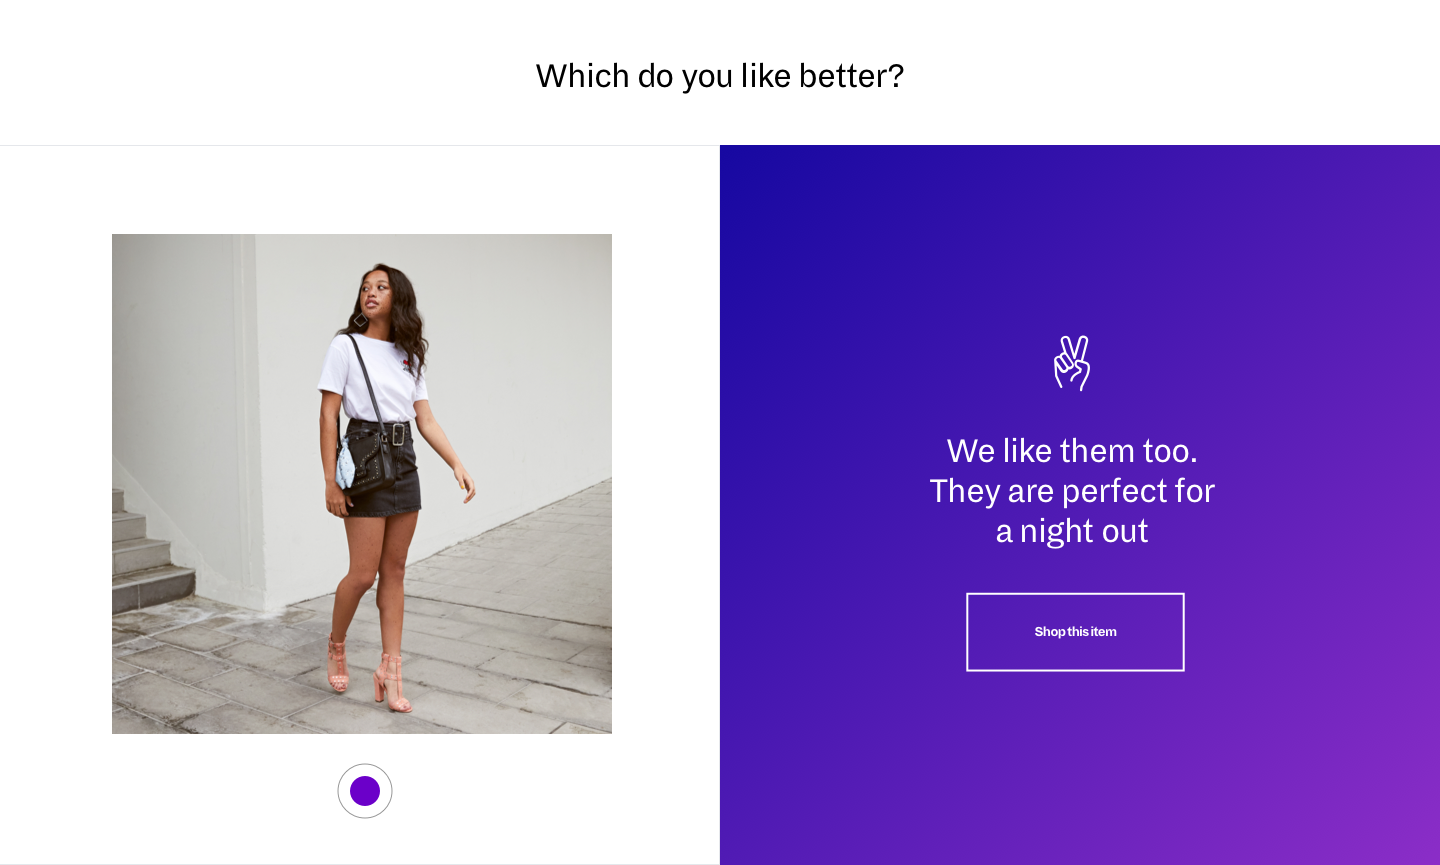 Which do you like better?
We like them too.
They are perfect for
a night out
Shop this item